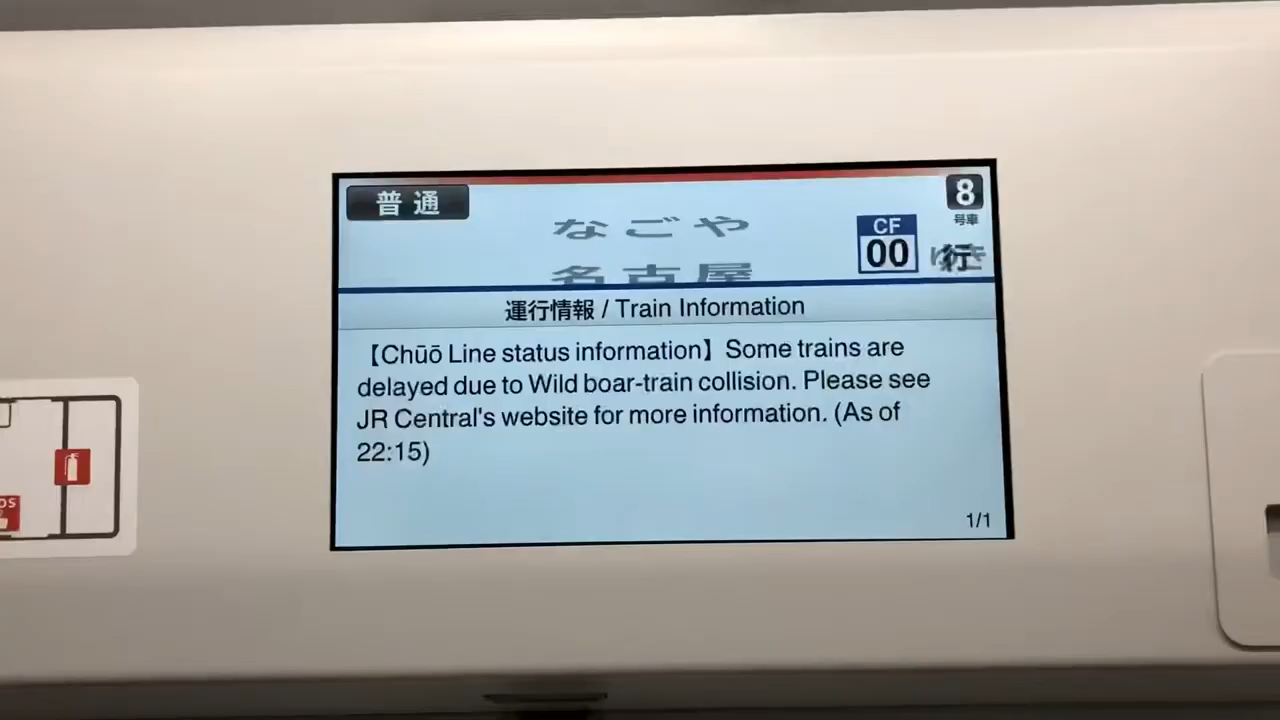 普通
8
号車
なごや
名古屋
CF
00
行
運行情報 / Train Information
【Chūō Line status information】Some trains are
delayed due to Wild boar-train collision. Please see
JR Central's website for more information. (As of
22:15)
1/1